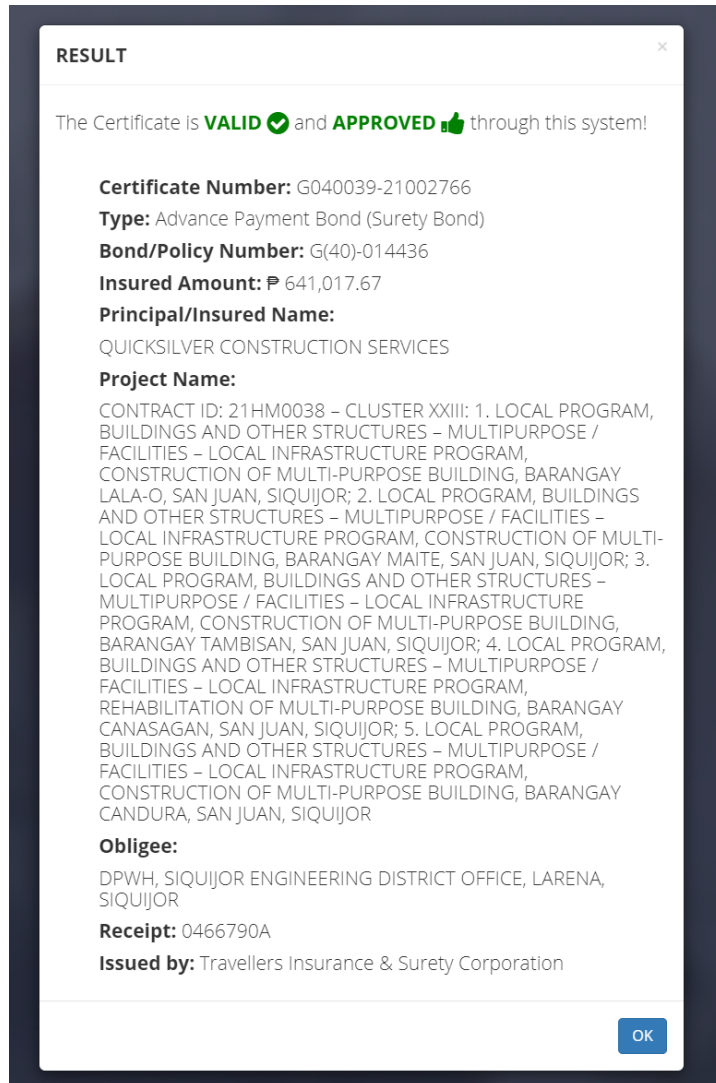 RESULT
×
The Certificate is VALID and APPROVED through this system!
Certificate Number: G040039-21002766
Type: Advance Payment Bond (Surety Bond)
Bond/Policy Number: G(40)-014436
Insured Amount: ₱ 641,017.67
Principal/Insured Name:
QUICKSILVER CONSTRUCTION SERVICES
Project Name:
CONTRACT ID: 21HM0038 – CLUSTER XXIII: 1. LOCAL PROGRAM,
BUILDINGS AND OTHER STRUCTURES – MULTIPURPOSE /
FACILITIES – LOCAL INFRASTRUCTURE PROGRAM,
CONSTRUCTION OF MULTI-PURPOSE BUILDING, BARANGAY
LALA-O, SAN JUAN, SIQUIJOR; 2. LOCAL PROGRAM, BUILDINGS
AND OTHER STRUCTURES – MULTIPURPOSE / FACILITIES –
LOCAL INFRASTRUCTURE PROGRAM, CONSTRUCTION OF MULTI-
PURPOSE BUILDING, BARANGAY MAITE, SAN JUAN, SIQUIJOR; 3.
LOCAL PROGRAM, BUILDINGS AND OTHER STRUCTURES –
MULTIPURPOSE / FACILITIES – LOCAL INFRASTRUCTURE
PROGRAM, CONSTRUCTION OF MULTI-PURPOSE BUILDING,
BARANGAY TAMBISAN, SAN JUAN, SIQUIJOR; 4. LOCAL PROGRAM,
BUILDINGS AND OTHER STRUCTURES – MULTIPURPOSE /
FACILITIES – LOCAL INFRASTRUCTURE PROGRAM,
REHABILITATION OF MULTI-PURPOSE BUILDING, BARANGAY
CANASAGAN, SAN JUAN, SIQUIJOR; 5. LOCAL PROGRAM,
BUILDINGS AND OTHER STRUCTURES – MULTIPURPOSE /
FACILITIES – LOCAL INFRASTRUCTURE PROGRAM,
CONSTRUCTION OF MULTI-PURPOSE BUILDING, BARANGAY
CANDURA, SAN JUAN, SIQUIJOR
Obligee:
DPWH, SIQUIJOR ENGINEERING DISTRICT OFFICE, LARENA,
SIQUIJOR
Receipt: 0466790A
Issued by: Travellers Insurance & Surety Corporation
OK